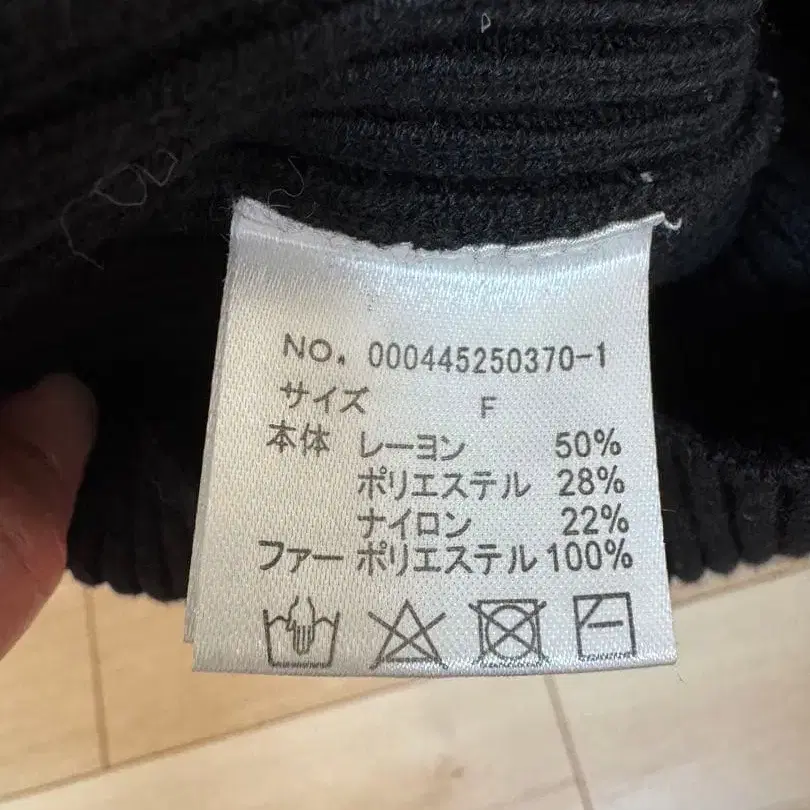 NO. 000445250370-1
サイズ F
本体 レーヨン 50%
ポリエステル 28%
ナイロン 22%
ファー ポリエステル 100%